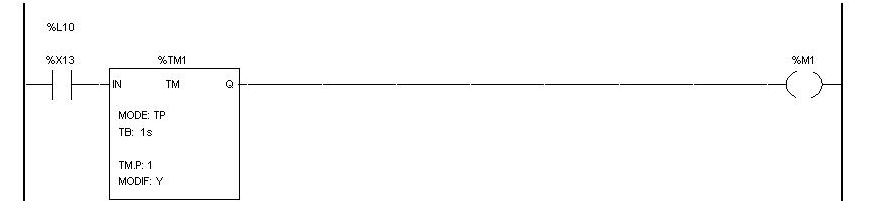 %L10
%X13 %TM1 %M1
IN TM Q
MODE: TP
TB: 1s
TM.P: 1
MODIF: Y